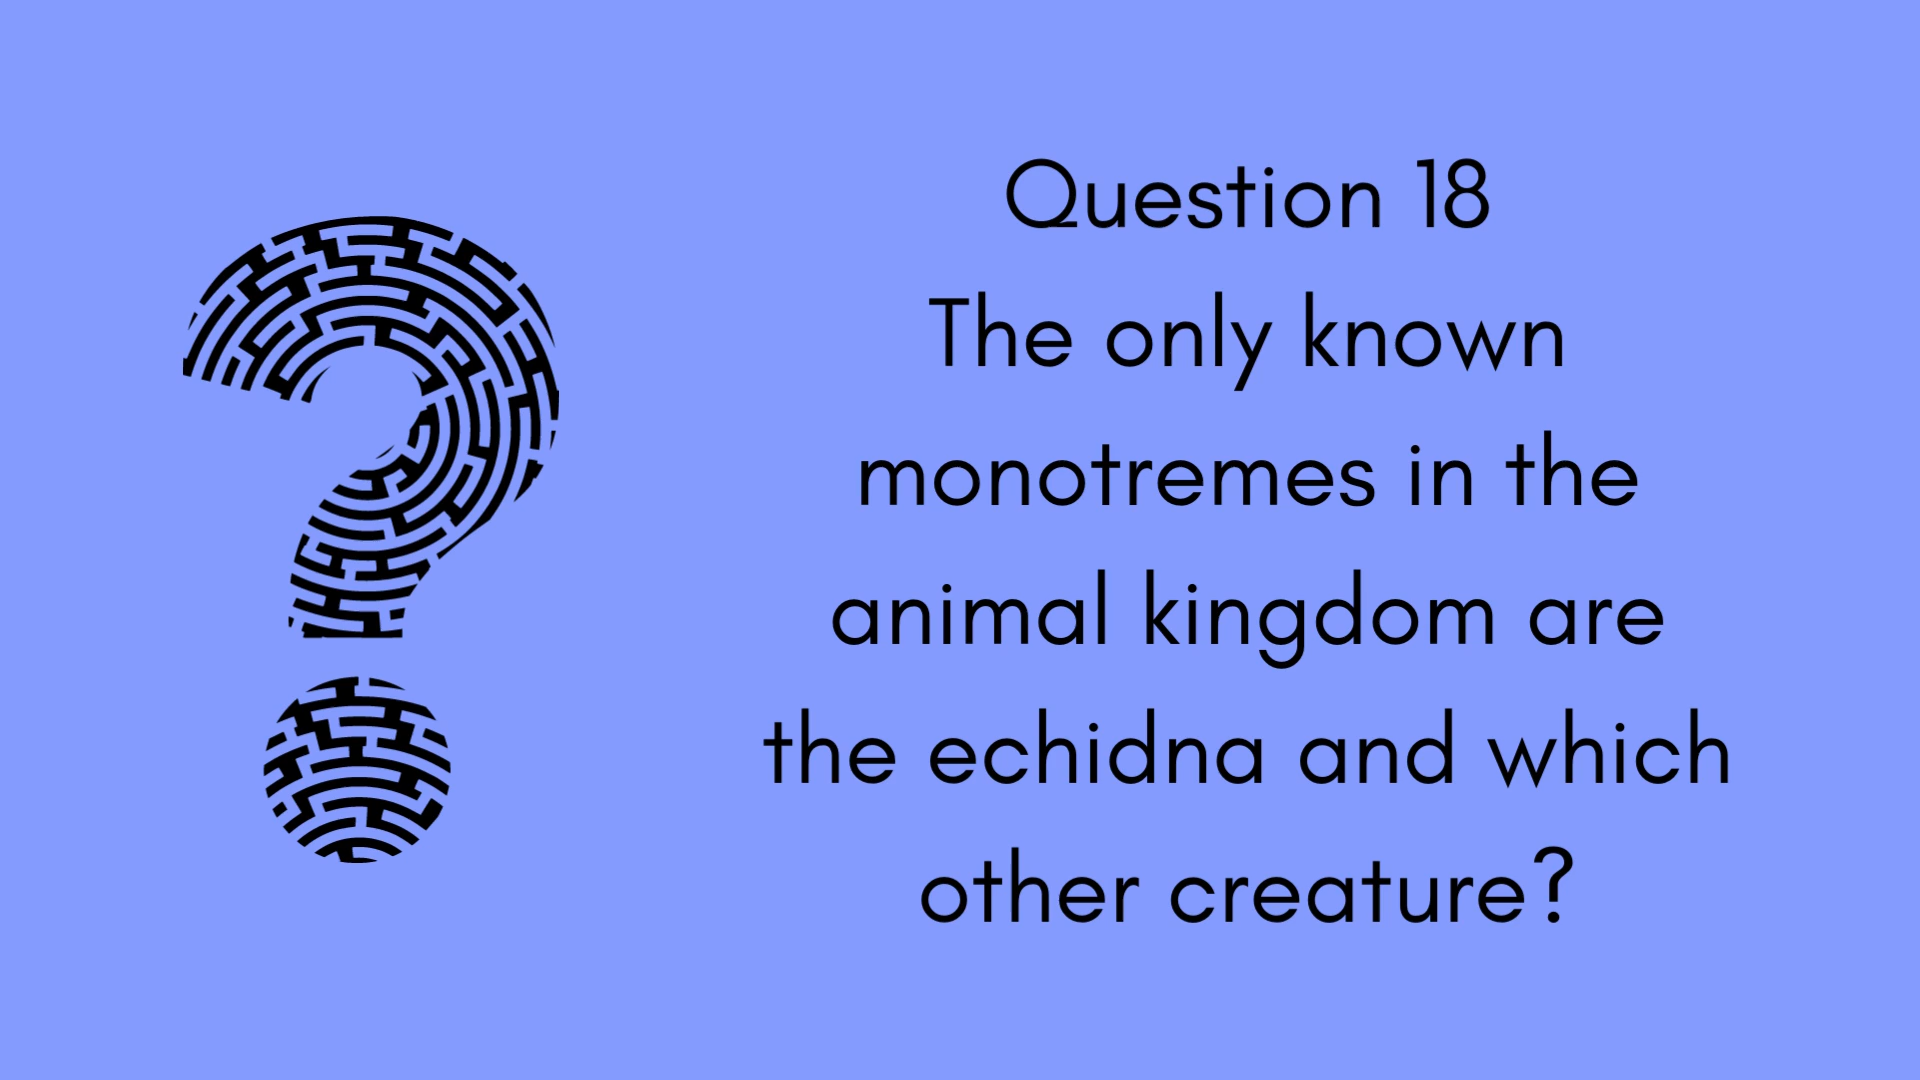 Question 18
The only known
monotremes in the
animal kingdom are
the echidna and which
other creature?